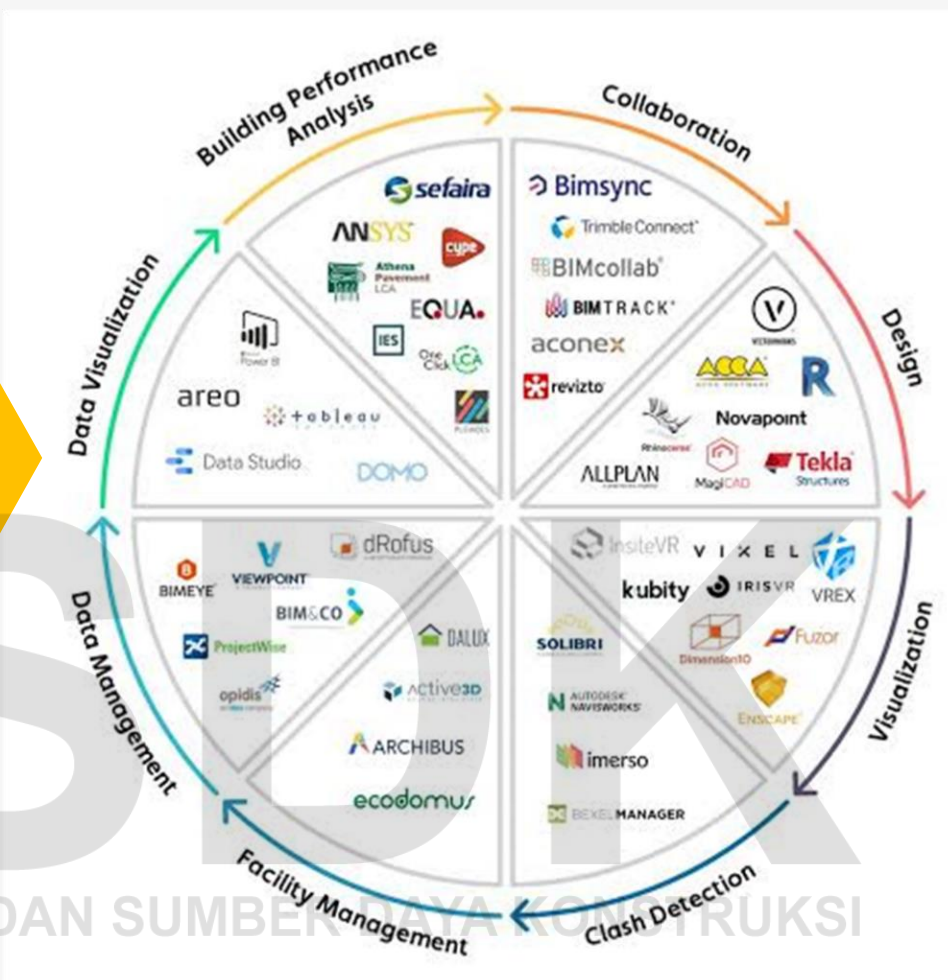 Building Performance
Analysis
Collaboration
Design
Visualization
Clash Detection
Facility Management
Data Management
Data Visualization
sefaira
ANSYS
cype
Athena
Pavement
LCA
EQUA.
IES
One
Click
LCA
Bimsync
Trimble Connect
BIMcollab
BIMTRACK
aconex
revizto
V
VECTORWORKS
ACCA
R
Novapoint
Rhinoceros
ALLPLAN
MagiCAD
Tekla
Structures
InsiteVR
VIXEL
kubity
IRISVR
VREX
Dimension10
Fuzor
ENSCAPE
SOLIBRI
AUTODESK
NAVISWORKS
imerso
BEXELMANAGER
DALUX
ACTIVE3D
ARCHIBUS
ecodomus
dRofus
VIEWPOINT
BIMEYE
BIM&CO
ProjectWise
opidis
Power BI
areo
tableau
Data Studio
DOMO
SDK
DAN SUMBER DAYA KONSTRUKSI